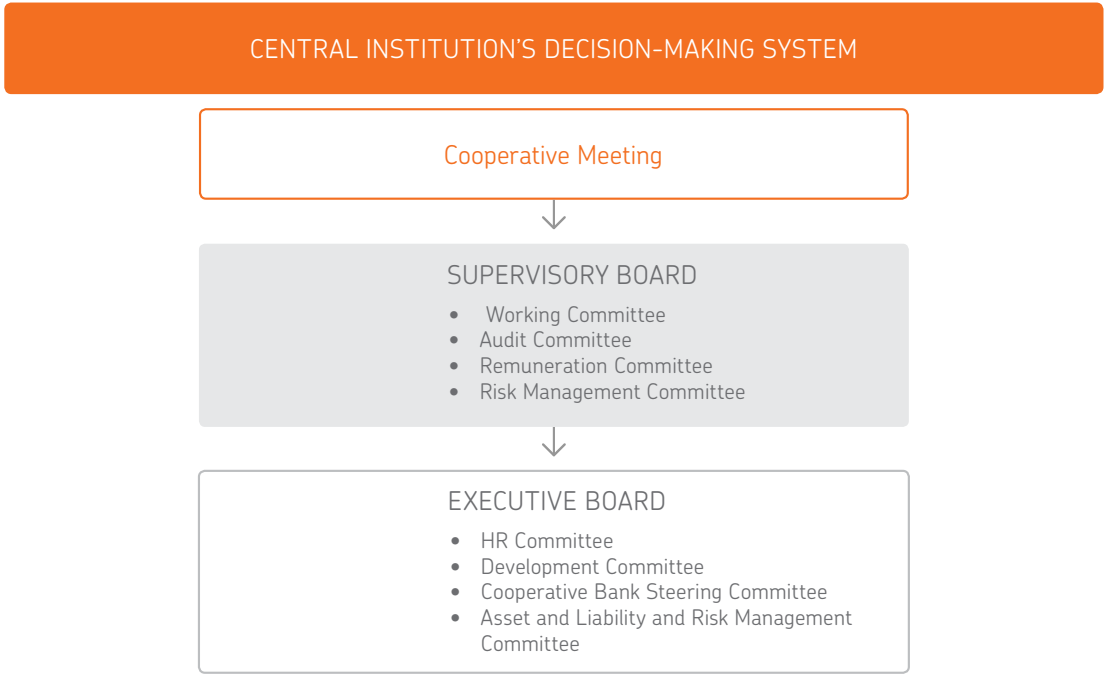 CENTRAL INSTITUTION'S DECISION-MAKING SYSTEM
Cooperative Meeting
SUPERVISORY BOARD
• Working Committee
• Audit Committee
• Remuneration Committee
• Risk Management Committee
EXECUTIVE BOARD
• HR Committee
• Development Committee
• Cooperative Bank Steering Committee
• Asset and Liability and Risk Management
Committee